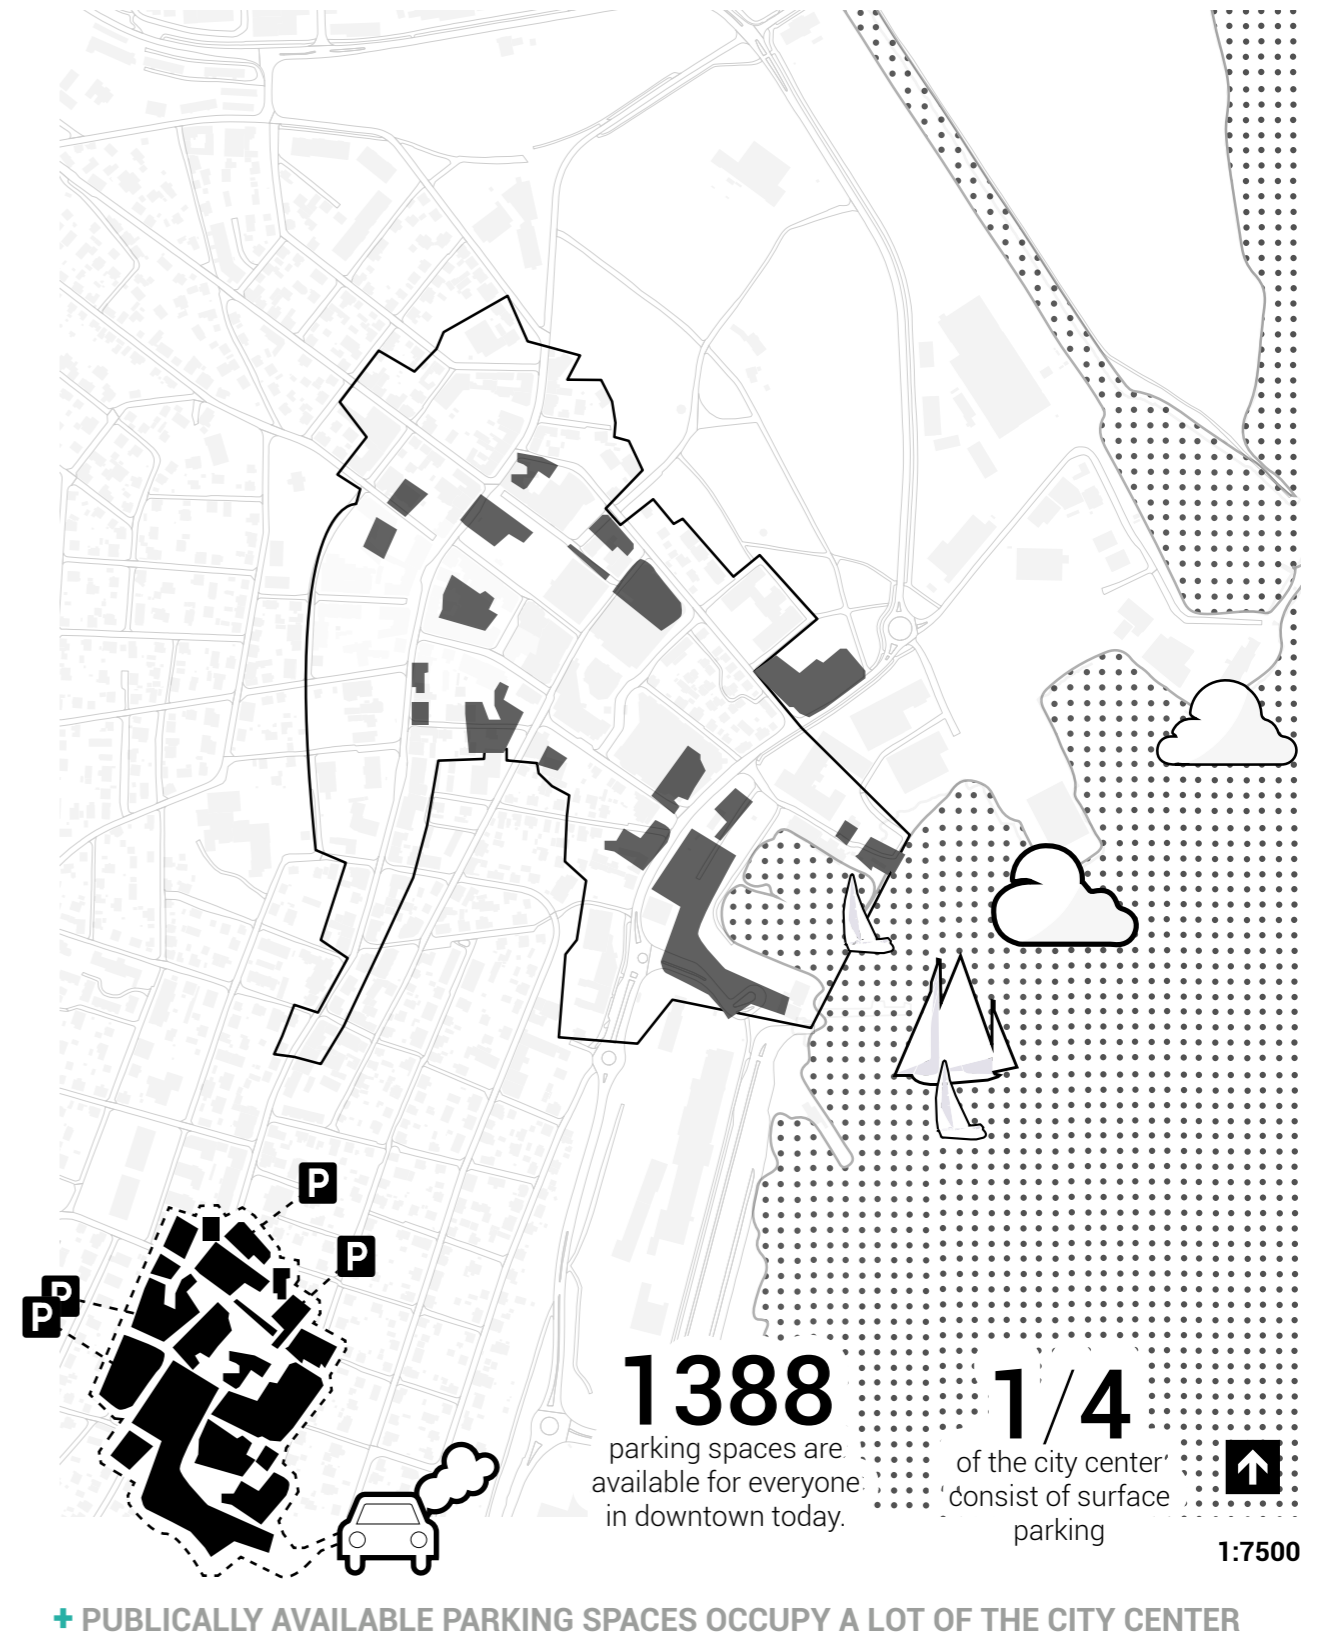 P
P
P
P
1388
parking spaces are
available for everyone
in downtown today.
1/4
of the city center
consist of surface
parking
1:7500
+ PUBLICALLY AVAILABLE PARKING SPACES OCCUPY A LOT OF THE CITY CENTER